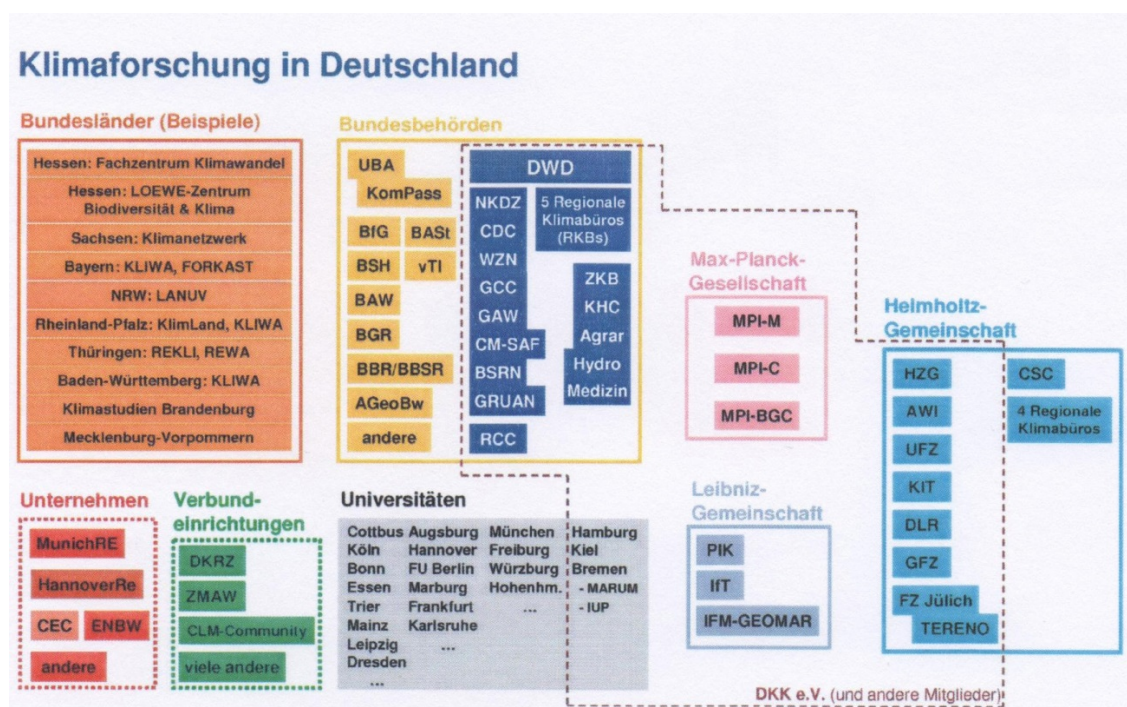 Klimaforschung in Deutschland
Bundesländer (Beispiele)
Hessen: Fachzentrum Klimawandel
Hessen: LOEWE-Zentrum
Biodiversität & Klima
Sachsen: Klimanetzwerk
Bayern: KLIWA, FORKAST
NRW: LANUV
Rheinland-Pfalz: KlimLand, KLIWA
Thüringen: REKLI, REWA
Baden-Württemberg: KLIWA
Klimastudien Brandenburg
Mecklenburg-Vorpommern
Bundesbehörden
UBA
KomPass
BfG BASt
BSH vTI
BAW
BGR
BBR/BBSR
AGeoBw
andere
DWD
NKDZ
CDC
WZN
GCC
GAW
CM-SAF
BSRN
GRUAN
RCC
5 Regionale
Klimabüros
(RKBs)
ZKB
KHC
Agrar
Hydro
Medizin
Max-Planck-
Gesellschaft
MPI-M
MPI-C
MPI-BGC
Helmholtz-
Gemeinschaft
HZG
AWI
UFZ
KIT
DLR
GFZ
FZ Jülich
TERENO
CSC
4 Regionale
Klimabüros
Unternehmen
MunichRE
HannoverRe
CEC ENBW
andere
Verbund-
einrichtungen
DKRZ
ZMAW
CLM-Community
viele andere
Universitäten
Cottbus Augsburg München Hamburg
Köln Hannover Freiburg Kiel
Bonn FU Berlin Würzburg Bremen
Essen Marburg Hohenhm. - MARUM
Trier Frankfurt ... - IUP
Mainz Karlsruhe
Leipzig ...
Dresden
...
Leibniz-
Gemeinschaft
PIK
IfT
IFM-GEOMAR
DKK e.V. (und andere Mitglieder)